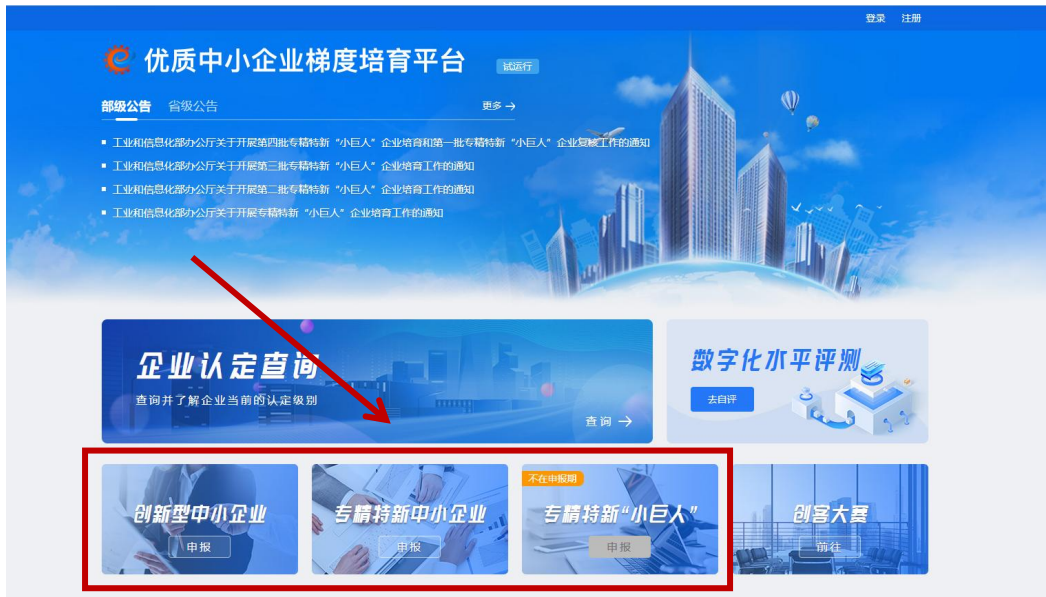 登录 注册
优质中小企业梯度培育平台 试运行
部级公告 省级公告 更多 →
工业和信息化部办公厅关于开展第四批专精特新“小巨人”企业培育和第一批专精特新“小巨人”企业复核工作的通知
工业和信息化部办公厅关于开展第三批专精特新“小巨人”企业培育工作的通知
工业和信息化部办公厅关于开展第二批专精特新“小巨人”企业培育工作的通知
工业和信息化部办公厅关于开展专精特新“小巨人”企业培育工作的通知
企业认定查询
查询并了解企业当前的认定级别
查询 →
数字化水平评测
去自评
创新型中小企业
申报
专精特新中小企业
申报
不在申报期
专精特新“小巨人”
申报
创客大赛
前往